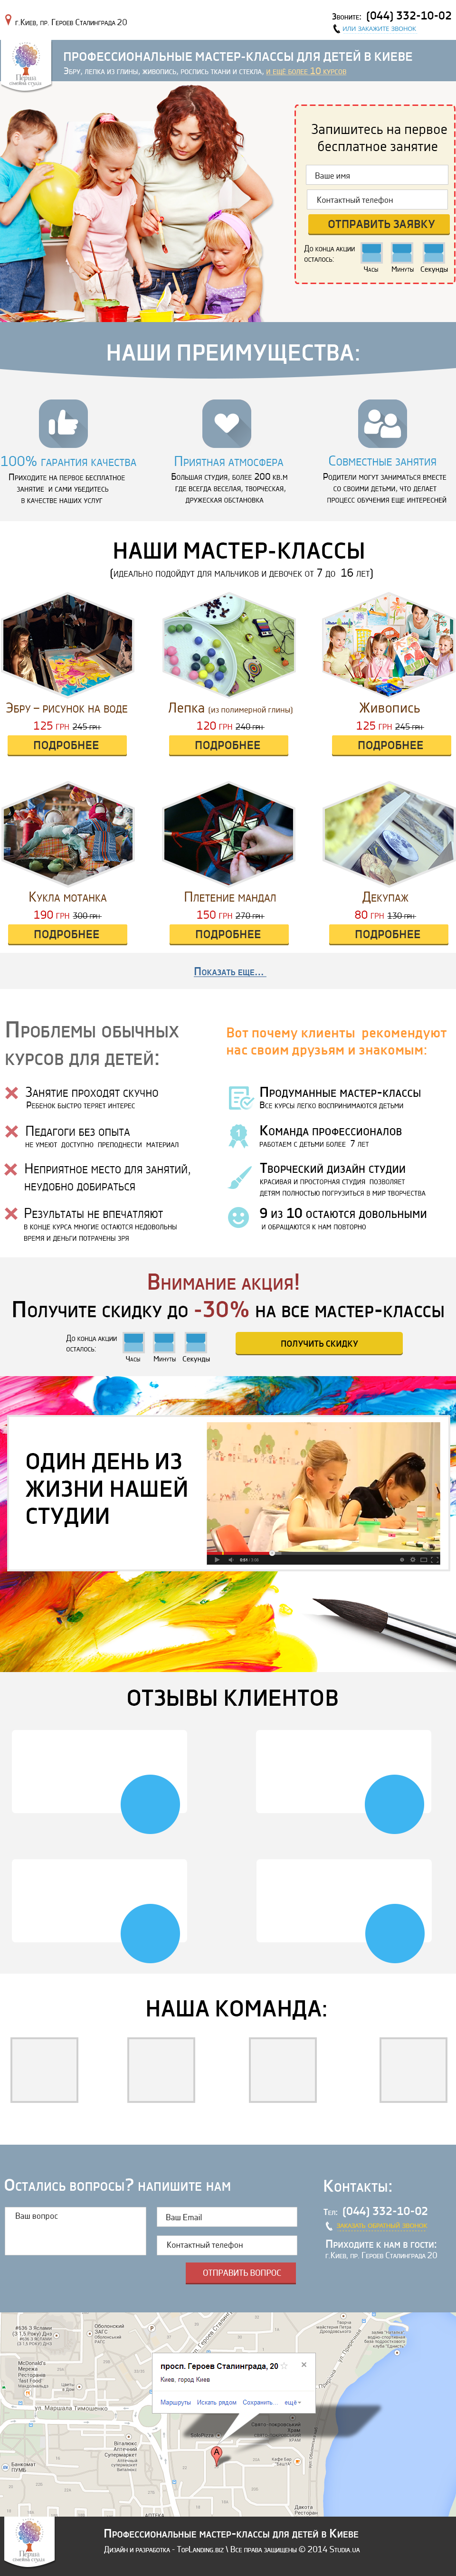 г.Киев, пр. Героев Сталинграда 20
Звоните: (044) 332-10-02
или закажите звонок
Перша
сімейна студія
ПРОФЕССИОНАЛЬНЫЕ МАСТЕР-КЛАССЫ ДЛЯ ДЕТЕЙ В КИЕВЕ
Эбру, лепка из глины, живопись, роспись ткани и стекла, и ещё более 10 курсов
Запишитесь на первое
бесплатное занятие
Ваше имя
Контактный телефон
ОТПРАВИТЬ ЗАЯВКУ
До конца акции
осталось:
Часы Минуты Секунды
НАШИ ПРЕИМУЩЕСТВА:
100% гарантия качества
Приходите на первое бесплатное
занятие и сами убедитесь
в качестве наших услуг
Приятная атмосфера
Большая студия, более 200 кв.м
где всегда веселая, творческая,
дружеская обстановка
Совместные занятия
Родители могут заниматься вместе
со своими детьми, что делает
процесс обучения еще интересней
НАШИ МАСТЕР-КЛАССЫ
(идеально подойдут для мальчиков и девочек от 7 до 16 лет)
Эбру – рисунок на воде
125 грн 245 грн
ПОДРОБНЕЕ
Лепка (из полимерной глины)
120 грн 240 грн
ПОДРОБНЕЕ
Живопись
125 грн 245 грн
ПОДРОБНЕЕ
Кукла мотанка
190 грн 300 грн
ПОДРОБНЕЕ
Плетение мандал
150 грн 270 грн
ПОДРОБНЕЕ
Декупаж
80 грн 130 грн
ПОДРОБНЕЕ
Показать еще...
Проблемы обычных
курсов для детей:
Занятие проходят скучно
Ребенок быстро теряет интерес
Педагоги без опыта
не умеют доступно преподнести материал
Неприятное место для занятий,
неудобно добираться
Результаты не впечатляют
в конце курса многие остаются недовольны
время и деньги потрачены зря
Вот почему клиенты рекомендуют
нас своим друзьям и знакомым:
Продуманные мастер-классы
Все курсы легко воспринимаются детьми
Команда профессионалов
работаем с детьми более 7 лет
Творческий дизайн студии
красивая и просторная студия позволяет
детям полностью погрузиться в мир творчества
9 из 10 остаются довольными
и обращаются к нам повторно
Внимание акция!
Получите скидку до -30% на все мастер-классы
До конца акции
осталось:
Часы Минуты Секунды
ПОЛУЧИТЬ СКИДКУ
ОДИН ДЕНЬ ИЗ
ЖИЗНИ НАШЕЙ
СТУДИИ
ОТЗЫВЫ КЛИЕНТОВ
НАША КОМАНДА:
Остались вопросы? напишите нам
Ваш вопрос
Ваш Email
Контактный телефон
ОТПРАВИТЬ ВОПРОС
Контакты:
Тел: (044) 332-10-02
заказать обратный звонок
Приходите к нам в гости:
г.Киев, пр. Героев Сталинграда 20
просп. Героев Сталинграда, 20
Киев, город Киев
Маршруты Искать рядом Сохранить... ещё
ул. Маршала Тимошенко
A
Перша
сімейна студія
Профессиональные мастер-классы для детей в Киеве
Дизайн и разработка - TopLanding.biz \ Все права защищены © 2014 Studia.ua